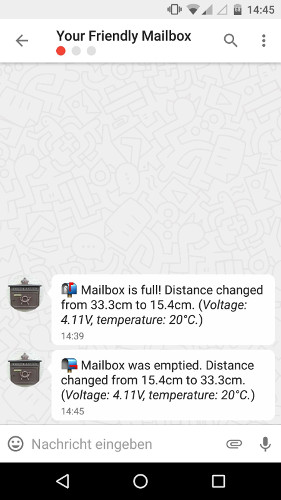 14:45
Your Friendly Mailbox
Mailbox is full! Distance changed
from 33.3cm to 15.4cm. (Voltage:
4.11V, temperature: 20°C.)
14:39
Mailbox was emptied. Distance
changed from 15.4cm to 33.3cm.
(Voltage: 4.11V, temperature: 20°C.)
14:45
Nachricht eingeben